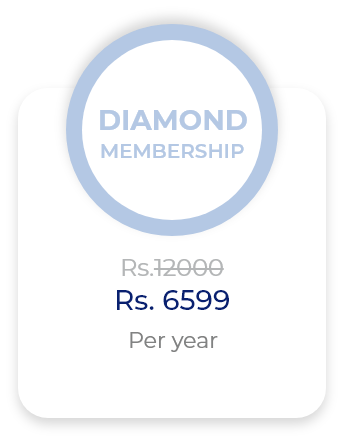 DIAMOND
MEMBERSHIP
Rs.12000
Rs. 6599
Per year